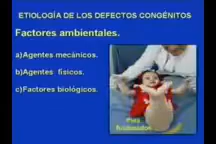 ETIOLOGÍA DE LOS DEFECTOS CONGÉNITOS
Factores ambientales.
a)Agentes mecánicos.
b)Agentes físicos.
c)Factores biológicos.
Pies